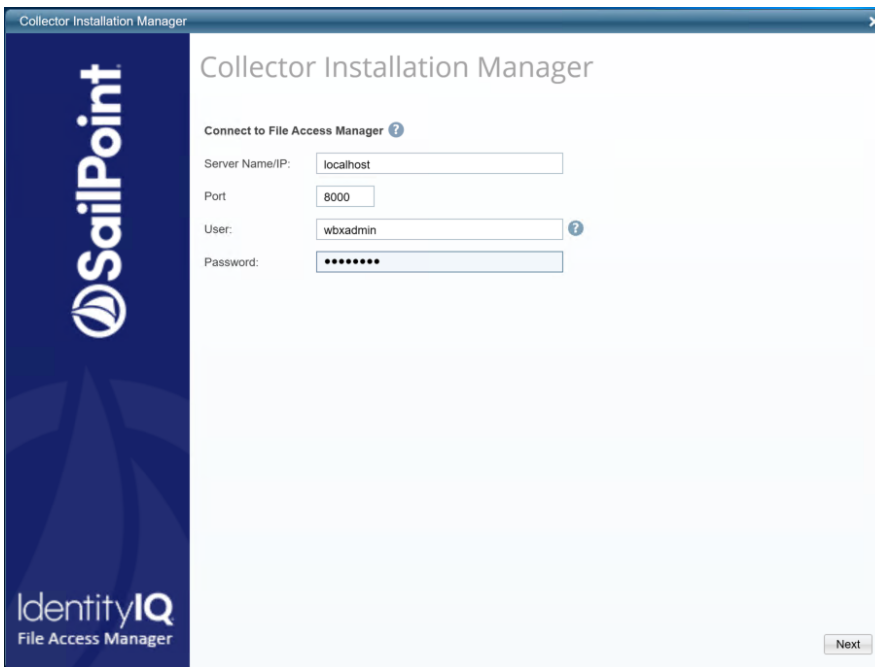 Collector Installation Manager
SailPoint
Collector Installation Manager
Connect to File Access Manager ?
Server Name/IP: localhost
Port 8000
User: wbxadmin ?
Password: ••••••••
IdentityIQ
File Access Manager
Next